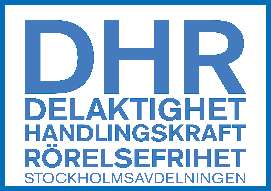 DHR
DELAKTIGHET
HANDLINGSKRAFT
RÖRELSEFRIHET
STOCKHOLMSAVDELNINGEN